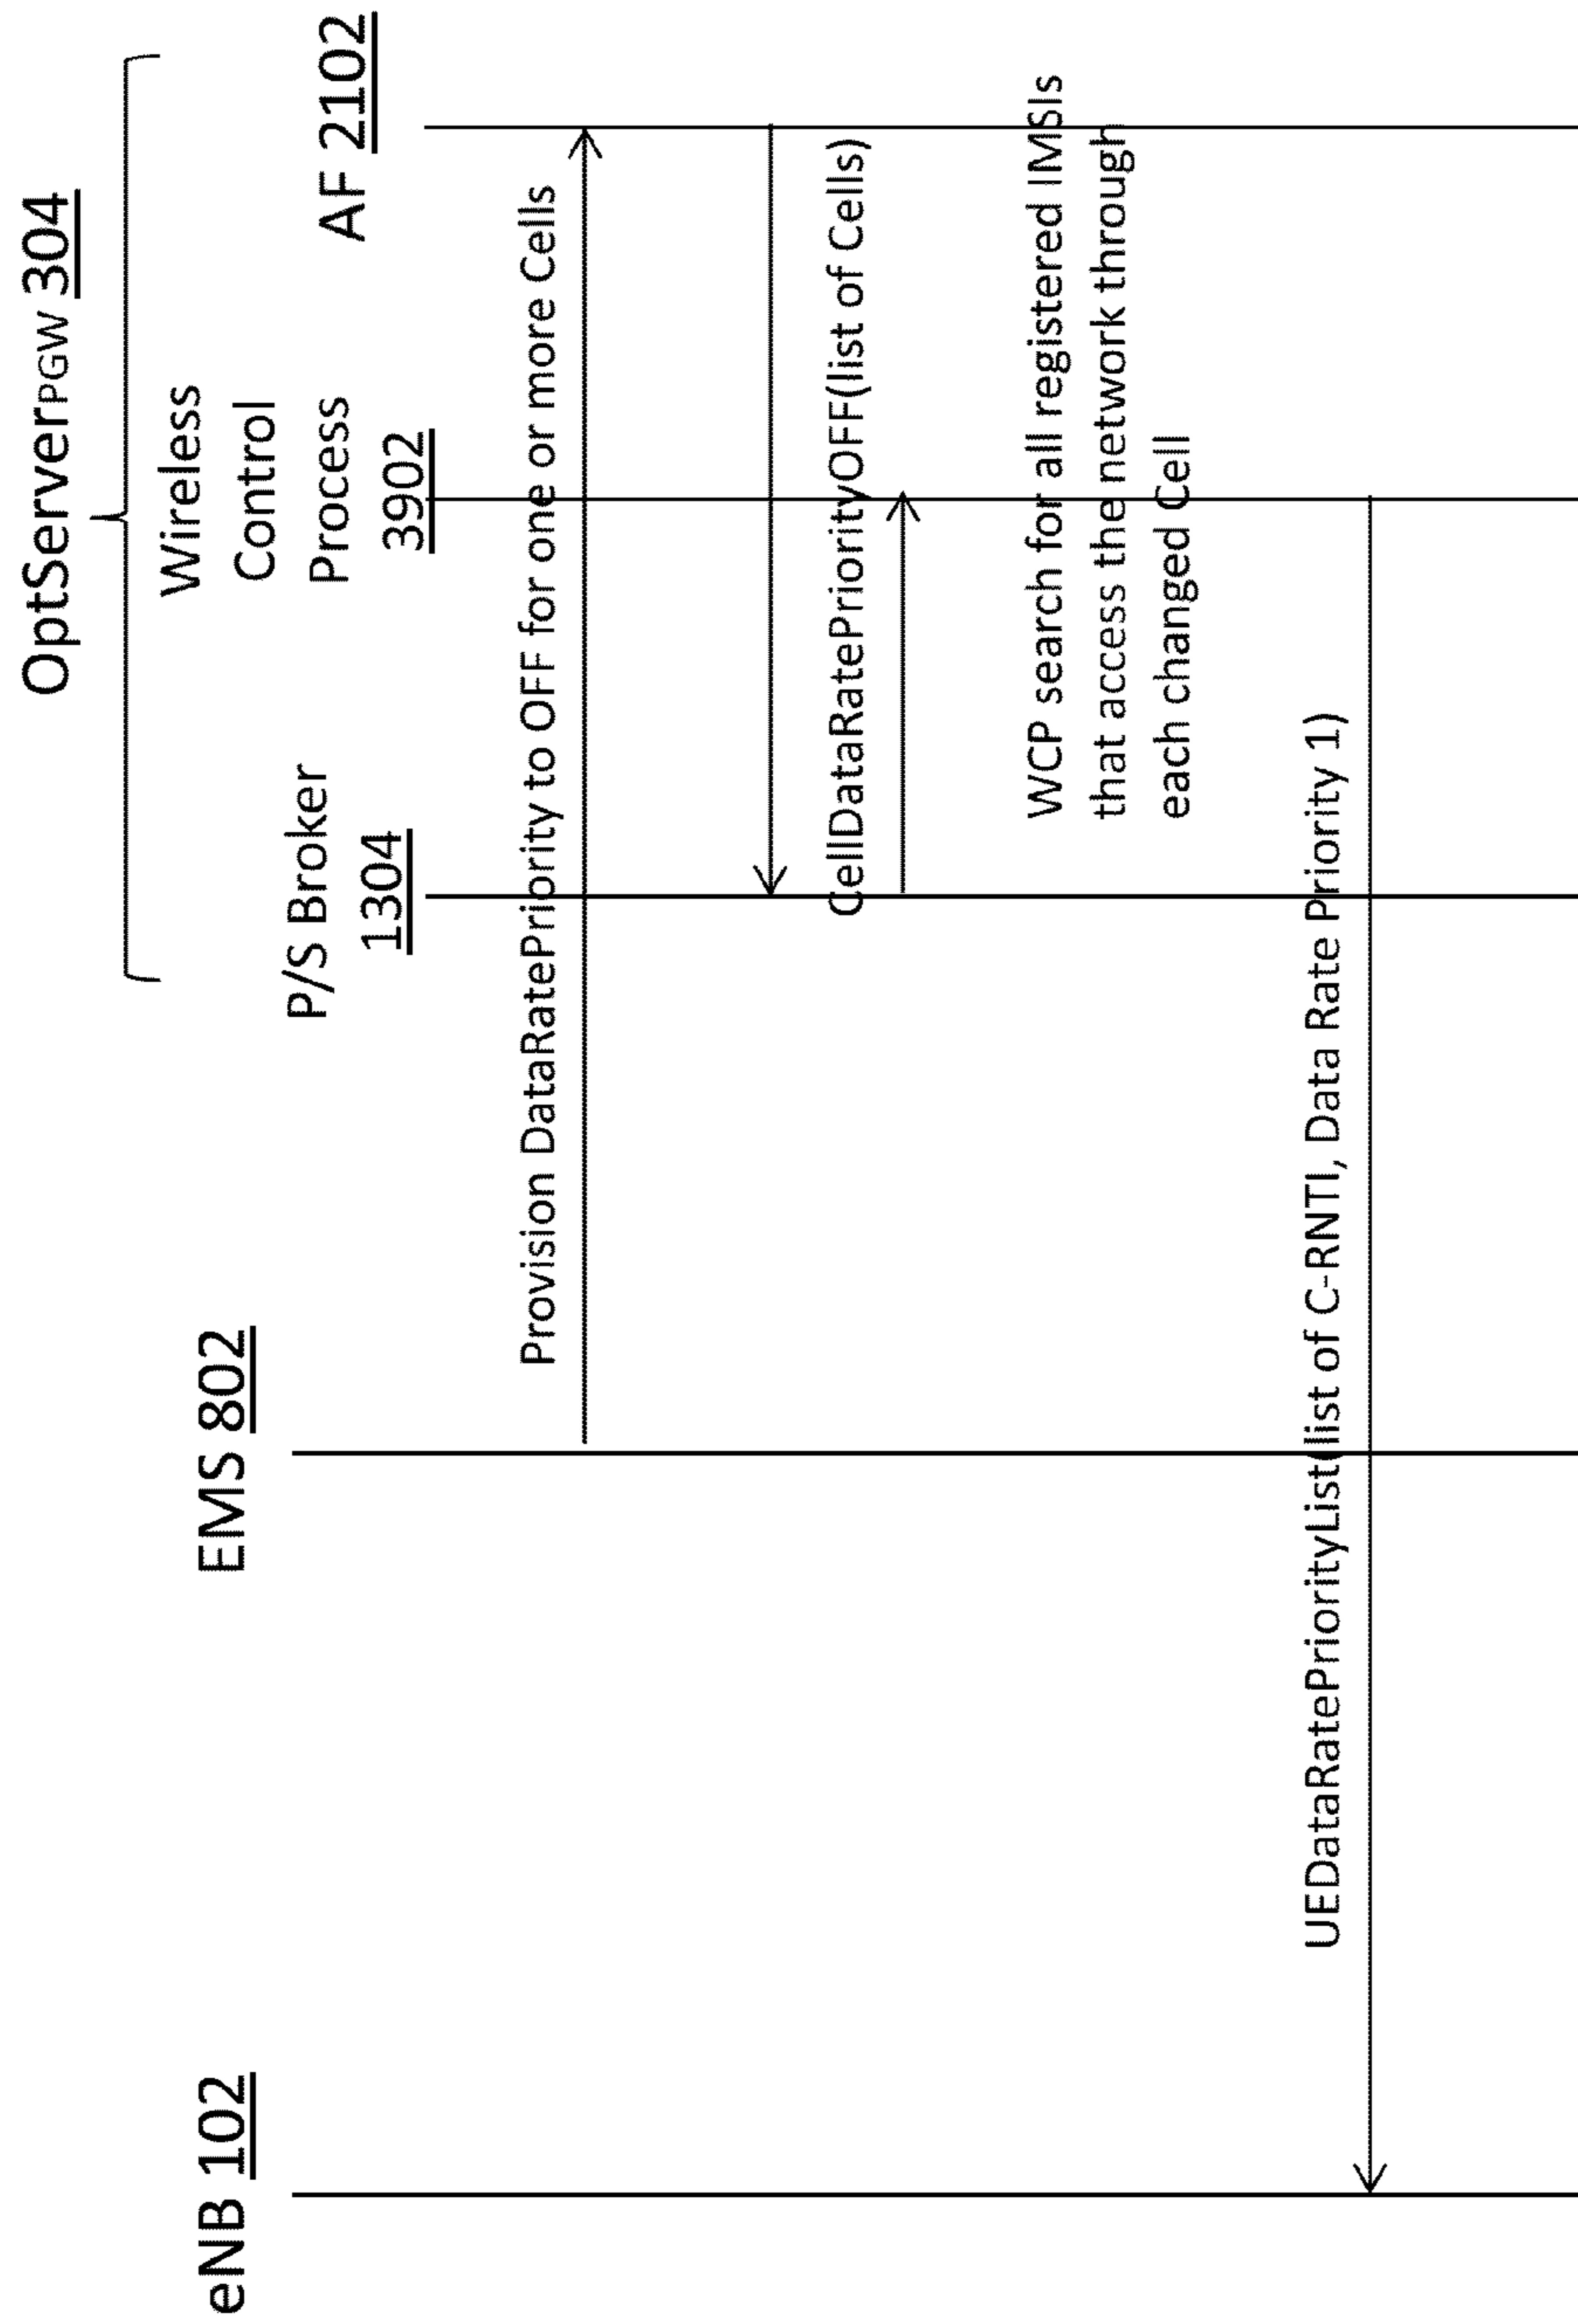 OptServerPGW 304
Wireless
Control
Process
3902
AF 2102
P/S Broker
1304
EMS 802
eNB 102
Provision DataRatePriority to OFF for one or more Cells
CellDataRatePriorityOFF(list of Cells)
WCP search for all registered IMSIs
that access the network through
each changed Cell
UEDataRatePriorityList(list of C-RNTI, Data Rate Priority 1)